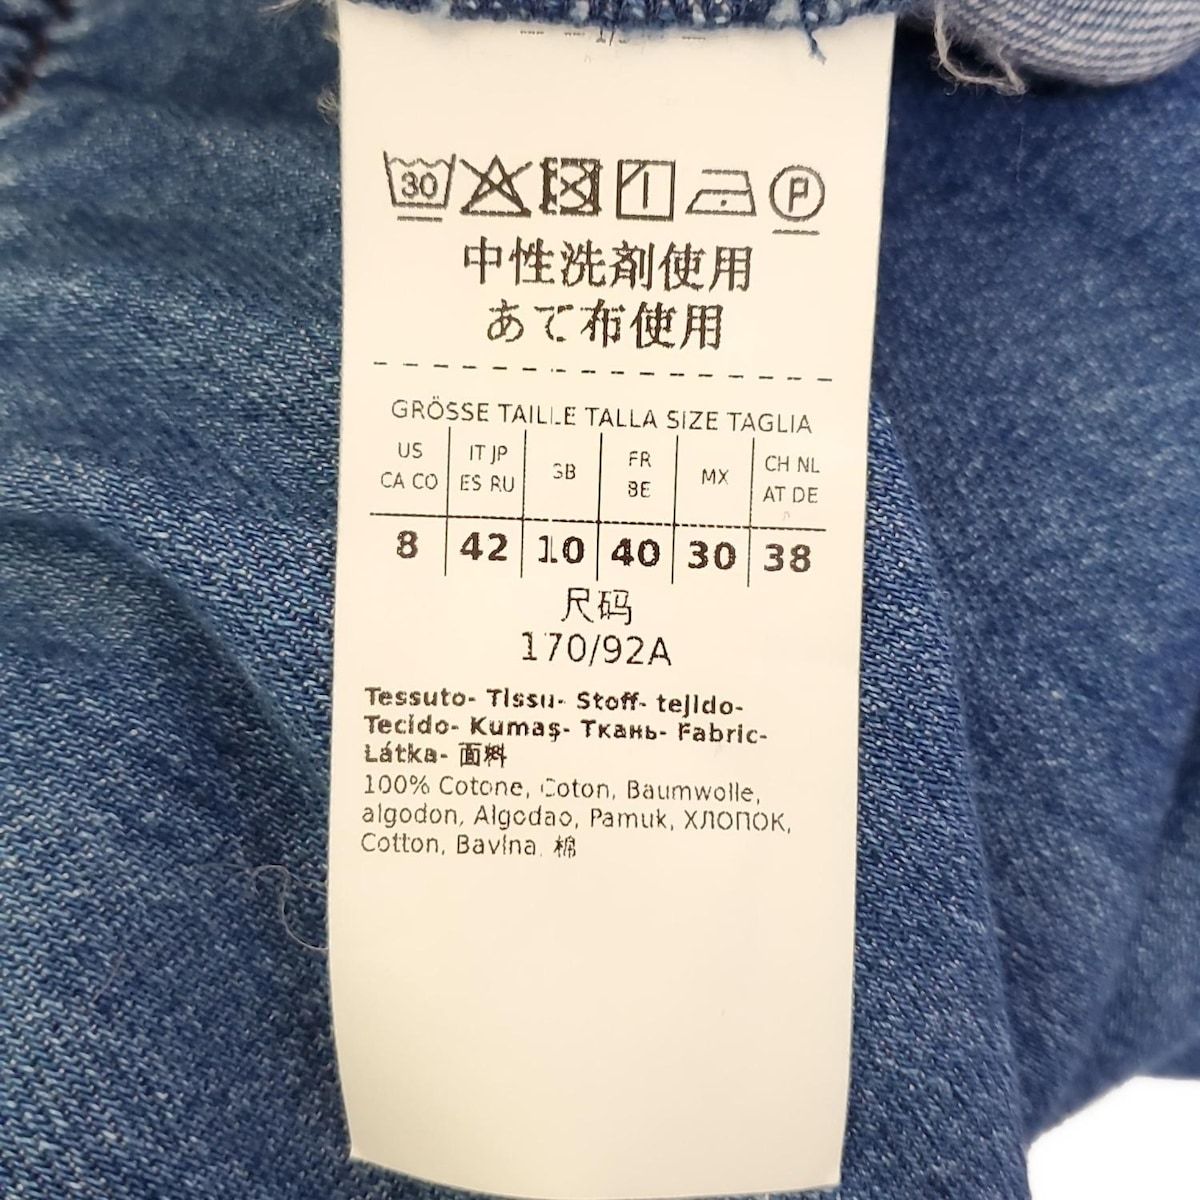 30
P
中性洗剤使用
あて布使用
GRÖSSE TAILLE TALLA SIZE TAGLIA
US CA CO
IT JP ES RU
GB
FR BE
MX
CH NL AT DE
8 42 10 40 30 38
尺码
170/92A
Tessuto- Tissu- Stoff- tejido-
Tecido- Kumaş- Ткань- Fabric-
Látka- 面料
100% Cotone, Coton, Baumwolle,
algodon, Algodao, Pamuk, ХЛОПОК,
Cotton, Bavlna, 棉